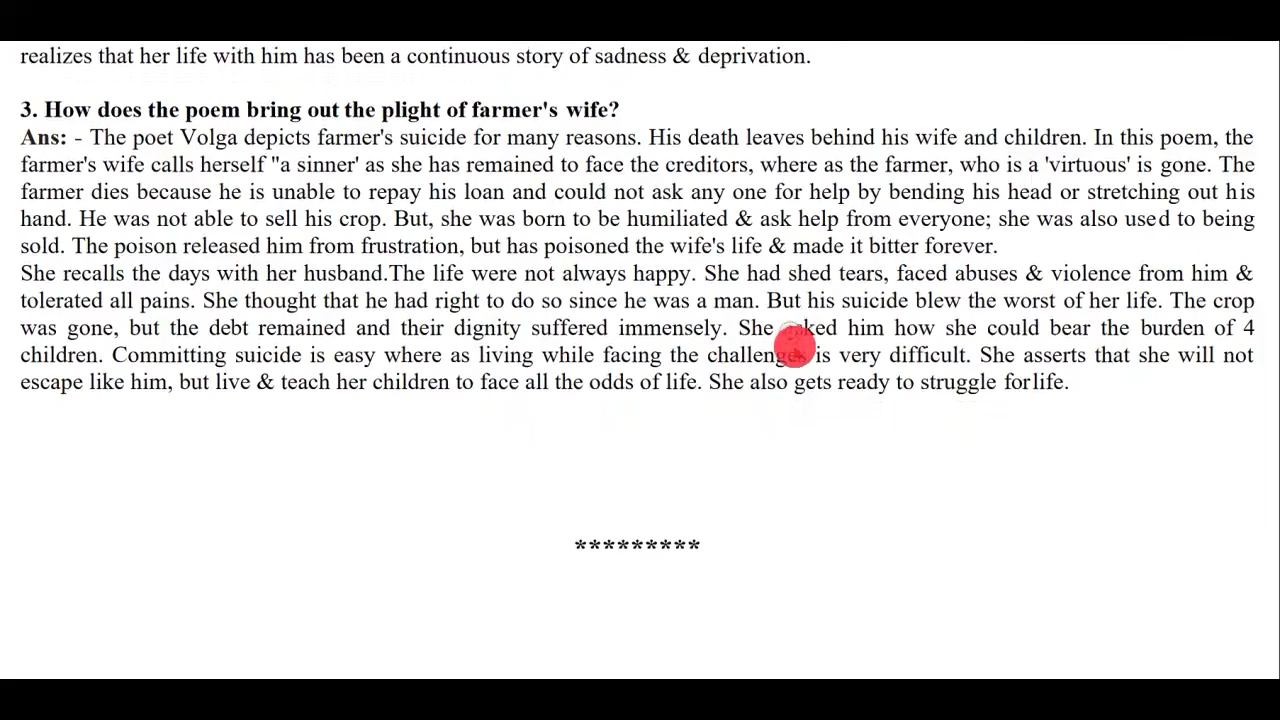 realizes that her life with him has been a continuous story of sadness & deprivation.
3. How does the poem bring out the plight of farmer's wife?
Ans: - The poet Volga depicts farmer's suicide for many reasons. His death leaves behind his wife and children. In this poem, the
farmer's wife calls herself "a sinner' as she has remained to face the creditors, where as the farmer, who is a 'virtuous' is gone. The
farmer dies because he is unable to repay his loan and could not ask any one for help by bending his head or stretching out his
hand. He was not able to sell his crop. But, she was born to be humiliated & ask help from everyone; she was also used to being
sold. The poison released him from frustration, but has poisoned the wife's life & made it bitter forever.
She recalls the days with her husband.The life were not always happy. She had shed tears, faced abuses & violence from him &
tolerated all pains. She thought that he had right to do so since he was a man. But his suicide blew the worst of her life. The crop
was gone, but the debt remained and their dignity suffered immensely. She asked him how she could bear the burden of 4
children. Committing suicide is easy where as living while facing the challenges is very difficult. She asserts that she will not
escape like him, but live & teach her children to face all the odds of life. She also gets ready to struggle for life.
*********